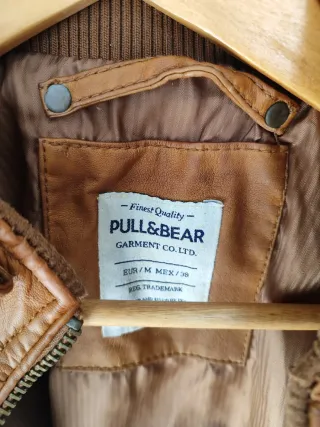 - Finest Quality -
PULL&BEAR
GARMENT CO. LTD.
EUR / M MEX / 38
REG. TRADEMARK